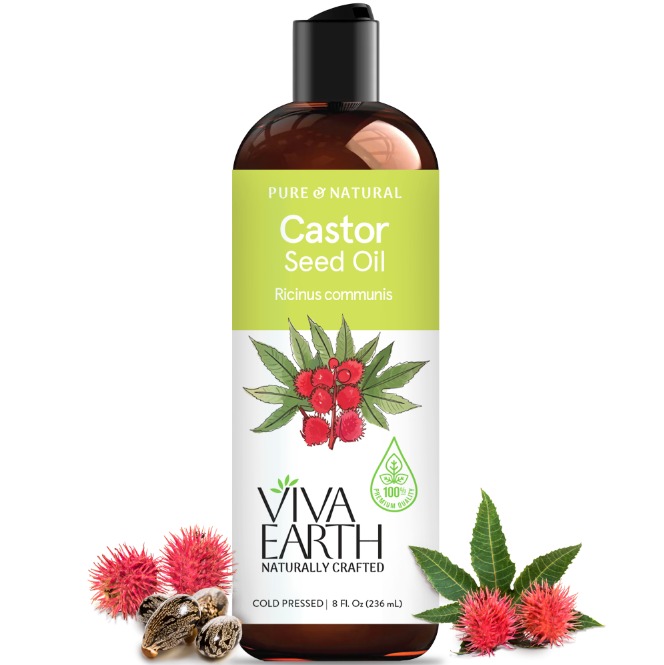 PURE & NATURAL
Castor
Seed Oil
Ricinus communis
100%
PREMIUM QUALITY
VIVA
EARTH
NATURALLY CRAFTED
COLD PRESSED | 8 Fl. Oz (236 mL)